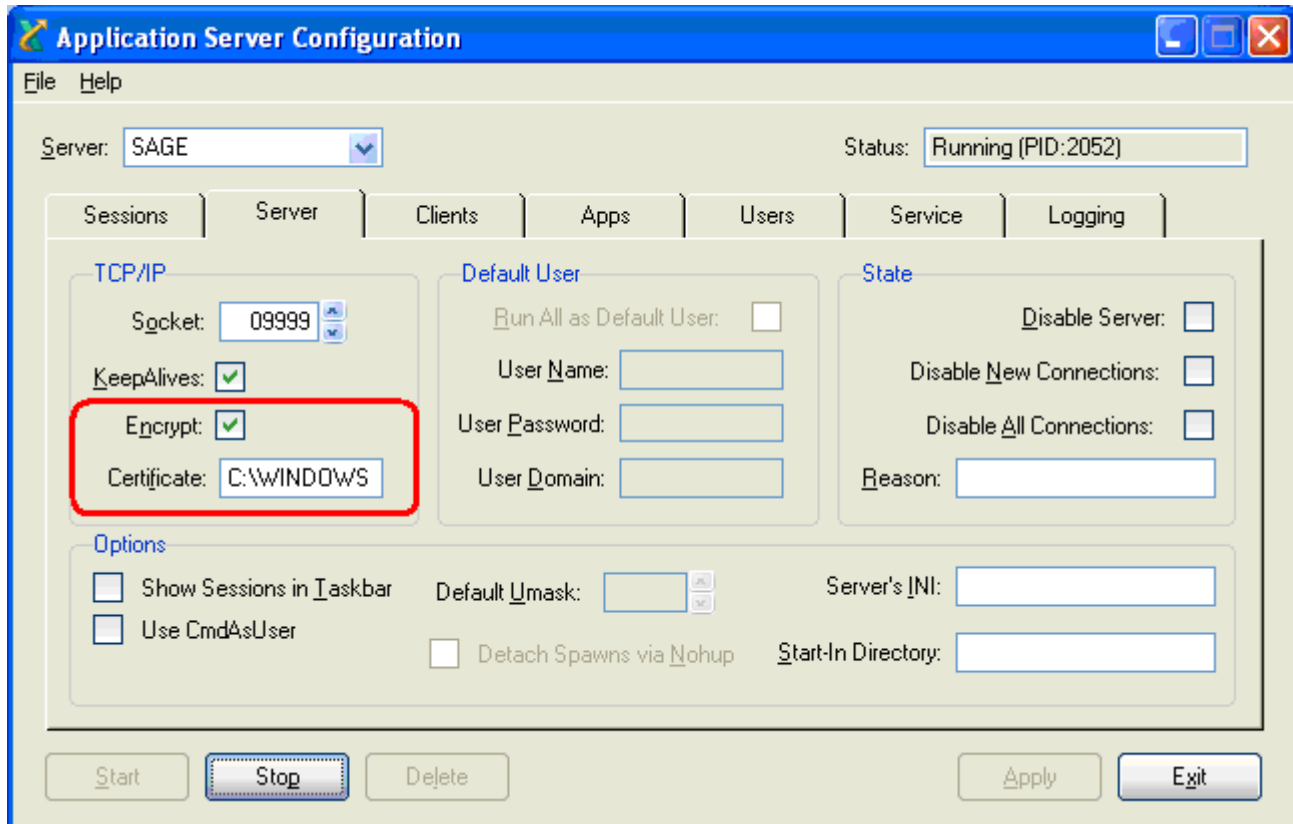 Application Server Configuration
File Help
Server: SAGE Status: Running (PID:2052)
Sessions Server Clients Apps Users Service Logging
TCP/IP Default User State
Socket: 09999 Run All as Default User: Disable Server:
KeepAlives: User Name: Disable New Connections:
Encrypt: User Password: Disable All Connections:
Certificate: C:\WINDOWS User Domain: Reason:
Options
Show Sessions in Taskbar Default Umask: Server's INI:
Use CmdAsUser Detach Spawns via Nohup Start-In Directory:
Start Stop Delete Apply Exit